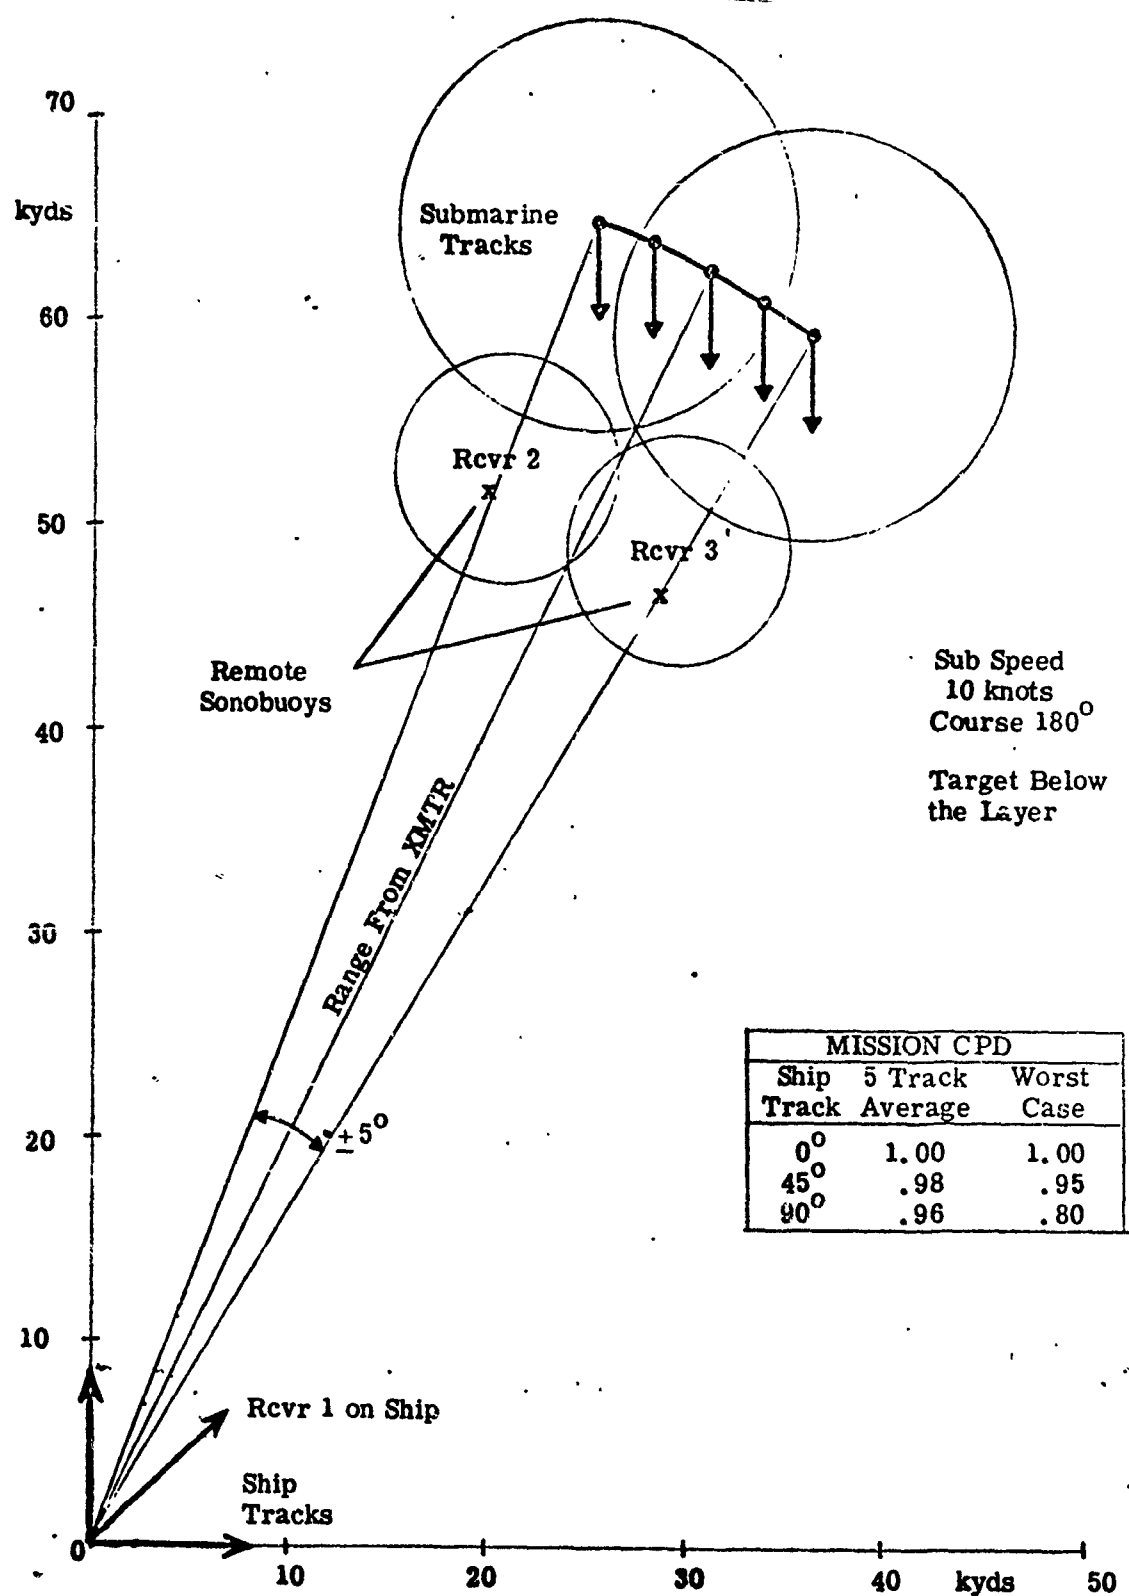 70
kyds
Submarine
Tracks
60
Rcvr 2
x
50
Rcvr 3
x
Remote
Sonobuoys
Sub Speed
10 knots
Course 180°
40
Target Below
the Layer
Range From XMTR
30
MISSION CPD
Ship 5 Track Worst
Track Average Case
0° 1.00 1.00
45° .98 .95
90° .96 .80
20
±5°
10
Rcvr 1 on Ship
Ship
Tracks
0
10 20 30 40 kyds 50